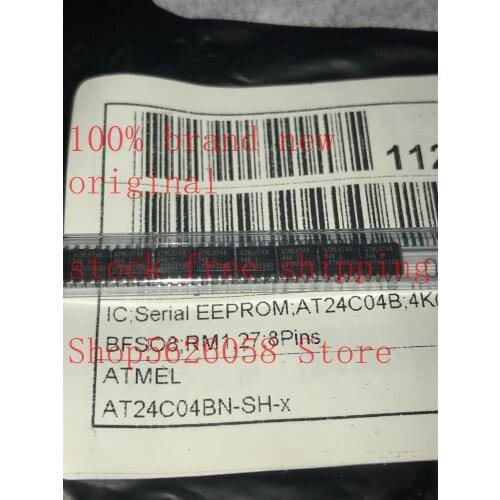 100% brand new
original
112
stock free shipping
IC;Serial EEPROM;AT24C04B;4K
BFSO8;RM1,27;8Pins
Shop5626058 Store
ATMEL
AT24C04BN-SH-x